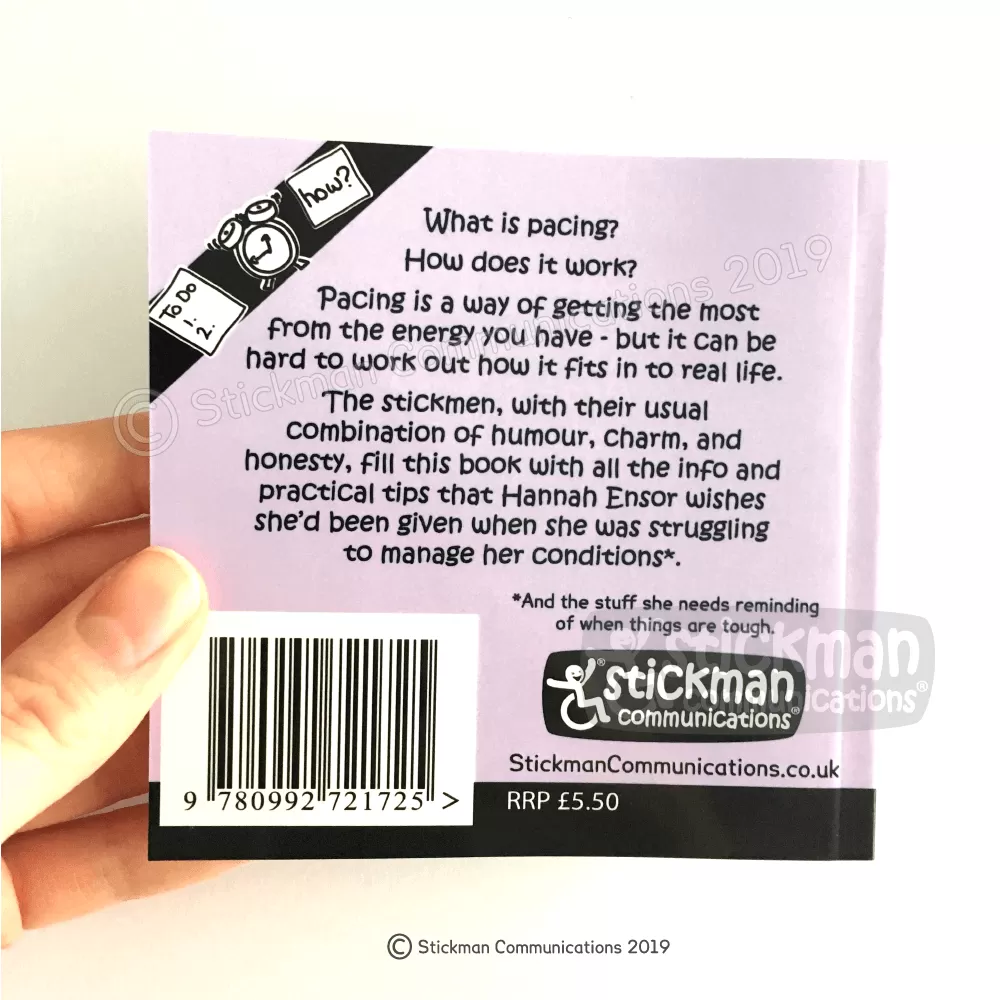 how?
To Do
1.
2.
What is pacing?
How does it work?
Pacing is a way of getting the most
from the energy you have - but it can be
hard to work out how it fits in to real life.
The stickmen, with their usual
combination of humour, charm, and
honesty, fill this book with all the info and
practical tips that Hannah Ensor wishes
she'd been given when she was struggling
to manage her conditions*.
*And the stuff she needs reminding
of when things are tough.
© Stickman Communications 2019
stickman®
communications®
stickman
communications®
StickmanCommunications.co.uk
9 780992 721725 >
RRP £5.50
© Stickman Communications 2019